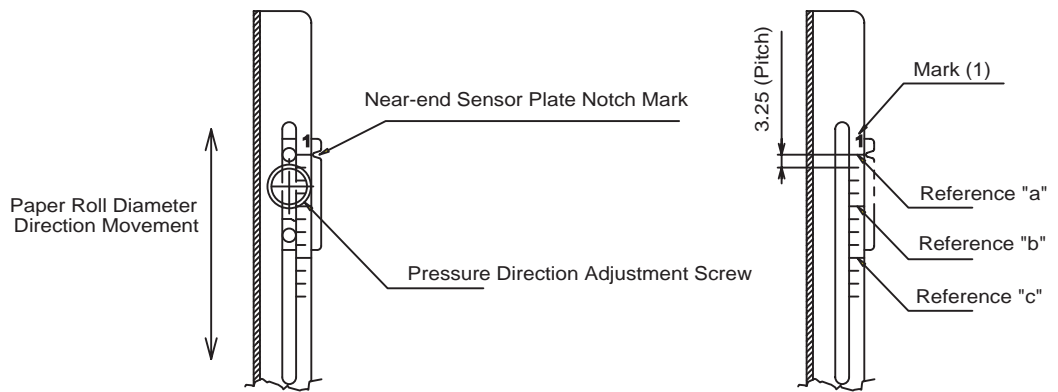 Near-end Sensor Plate Notch Mark
1
Paper Roll Diameter
Direction Movement
Pressure Direction Adjustment Screw
3.25 (Pitch)
Mark (1)
1
Reference "a"
Reference "b"
Reference "c"